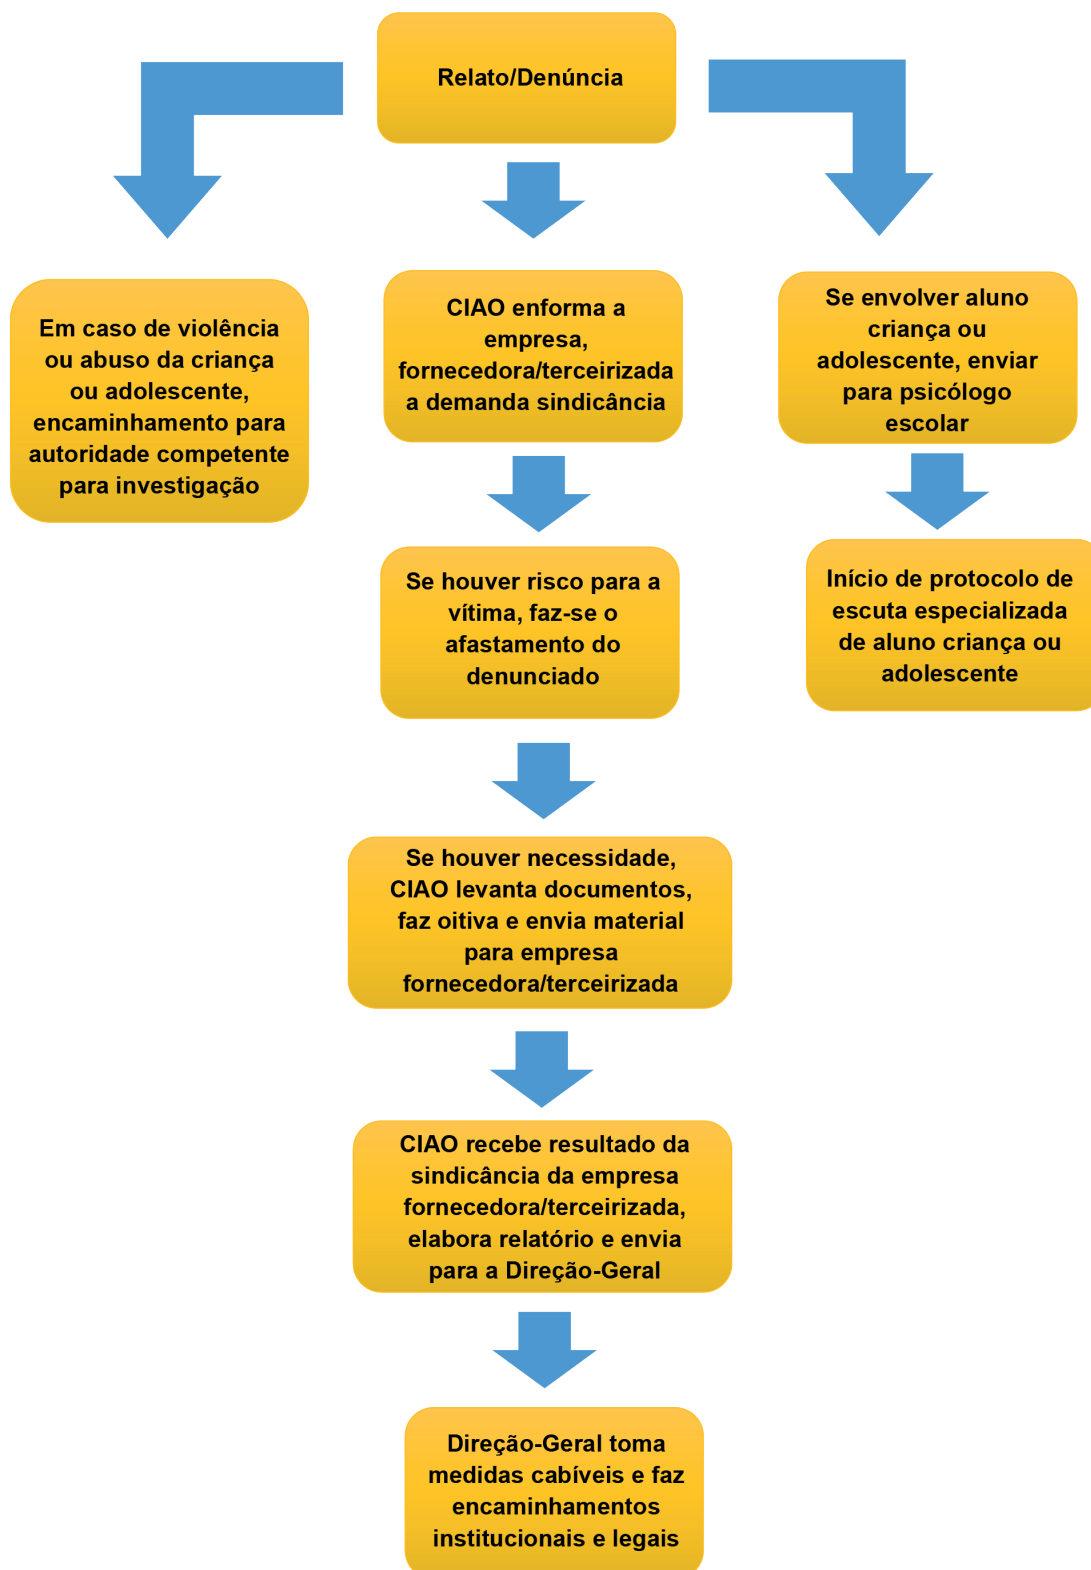 Relato/Denúncia
Em caso de violência
ou abuso da criança
ou adolescente,
encaminhamento para
autoridade competente
para investigação
CIAO enforma a
empresa,
fornecedora/terceirizada
a demanda sindicância
Se envolver aluno
criança ou
adolescente, enviar
para psicólogo
escolar
Se houver risco para a
vítima, faz-se o
afastamento do
denunciado
Início de protocolo de
escuta especializada
de aluno criança ou
adolescente
Se houver necessidade,
CIAO levanta documentos,
faz oitiva e envia material
para empresa
fornecedora/terceirizada
CIAO recebe resultado da
sindicância da empresa
fornecedora/terceirizada,
elabora relatório e envia
para a Direção-Geral
Direção-Geral toma
medidas cabíveis e faz
encaminhamentos
institucionais e legais